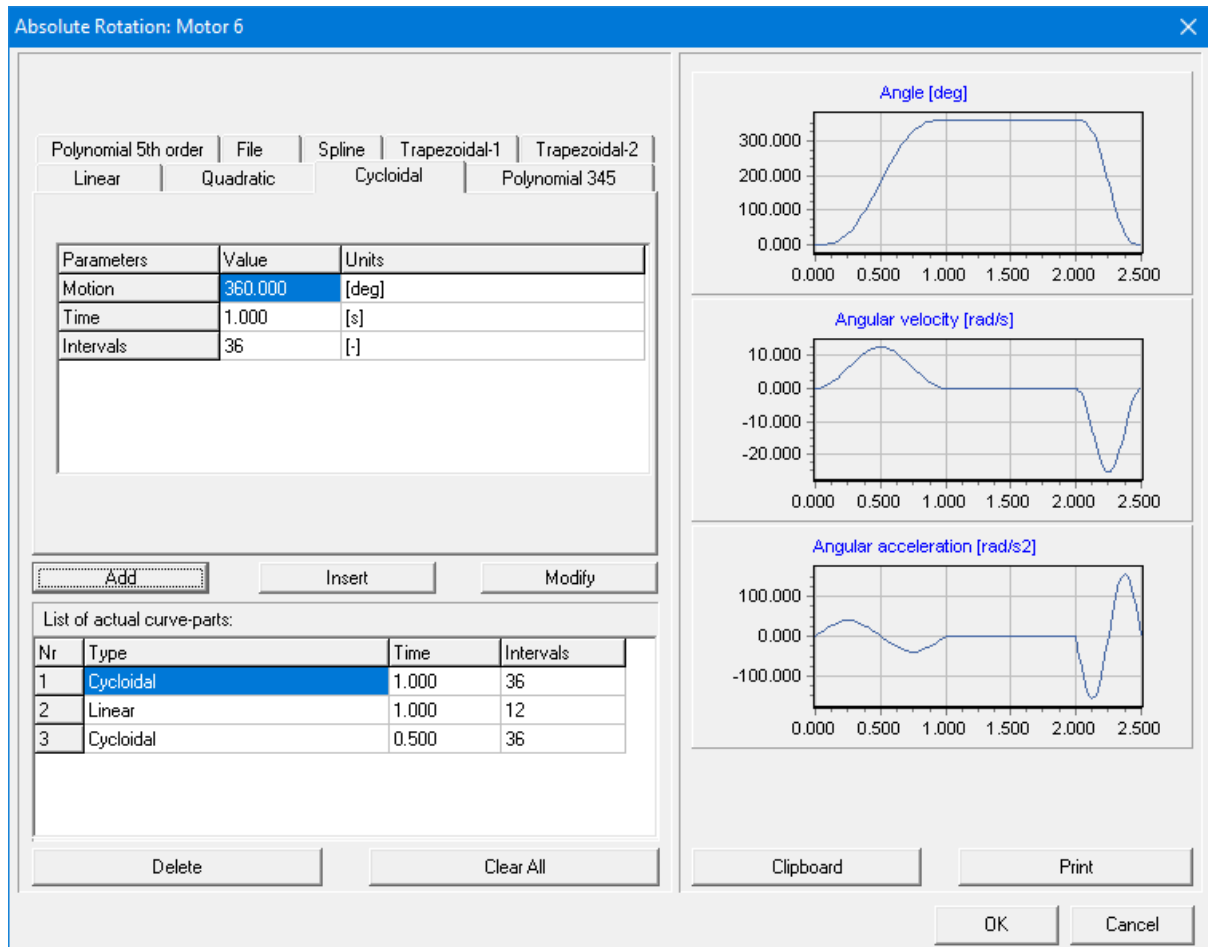 Absolute Rotation: Motor 6
Polynomial 5th order File Spline Trapezoidal-1 Trapezoidal-2
Linear Quadratic Cycloidal Polynomial 345
Parameters Value Units
Motion 360.000 [deg]
Time 1.000 [s]
Intervals 36 [-]
Add Insert Modify
List of actual curve-parts:
Nr Type Time Intervals
1 Cycloidal 1.000 36
2 Linear 1.000 12
3 Cycloidal 0.500 36
Delete Clear All
Angle [deg]
300.000
200.000
100.000
0.000
0.000 0.500 1.000 1.500 2.000 2.500
Angular velocity [rad/s]
10.000
0.000
-10.000
-20.000
0.000 0.500 1.000 1.500 2.000 2.500
Angular acceleration [rad/s2]
100.000
0.000
-100.000
0.000 0.500 1.000 1.500 2.000 2.500
Clipboard Print
OK Cancel